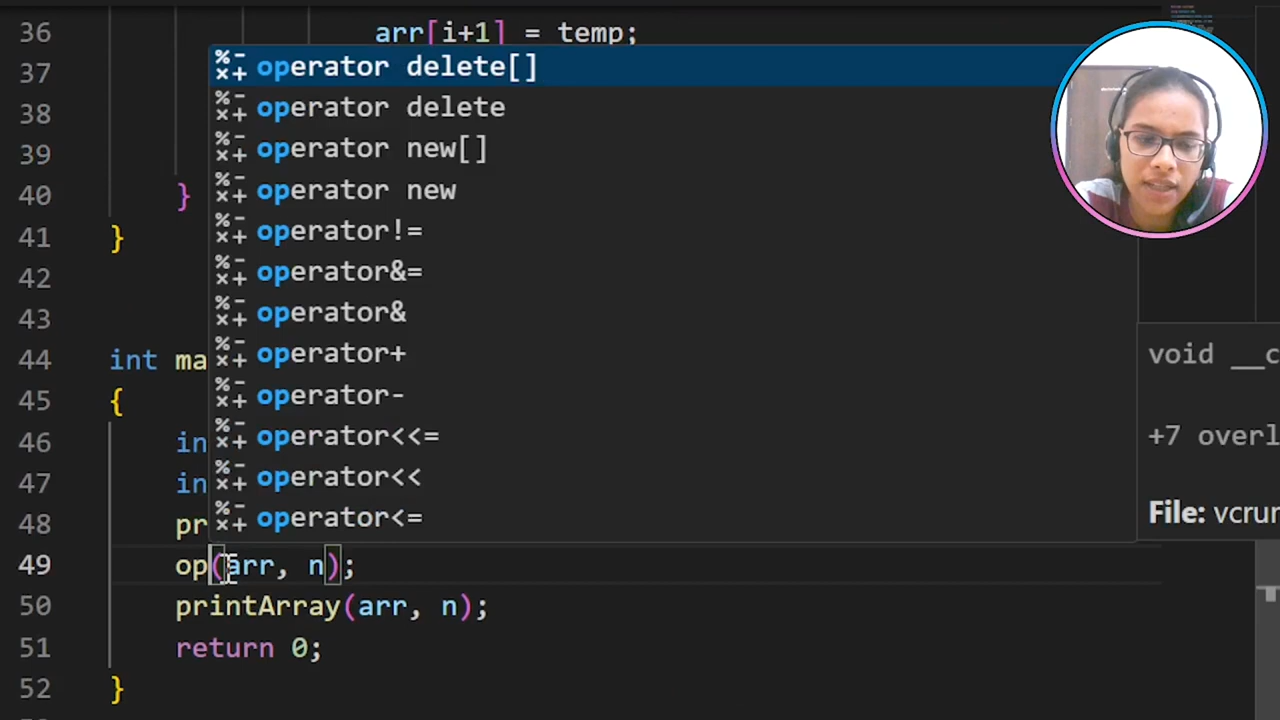 36 arr[i+1] = temp;
37 operator delete[]
38 operator delete
39 operator new[]
40 } operator new
41 } operator!=
42 operator&=
43 operator&
44 int ma operator+
45 { operator-
46 in operator<<=
47 in operator<<
48 pr operator<=
49 op(arr, n);
50 printArray(arr, n);
51 return 0;
52 }
void __c
+7 overl
File: vcrur